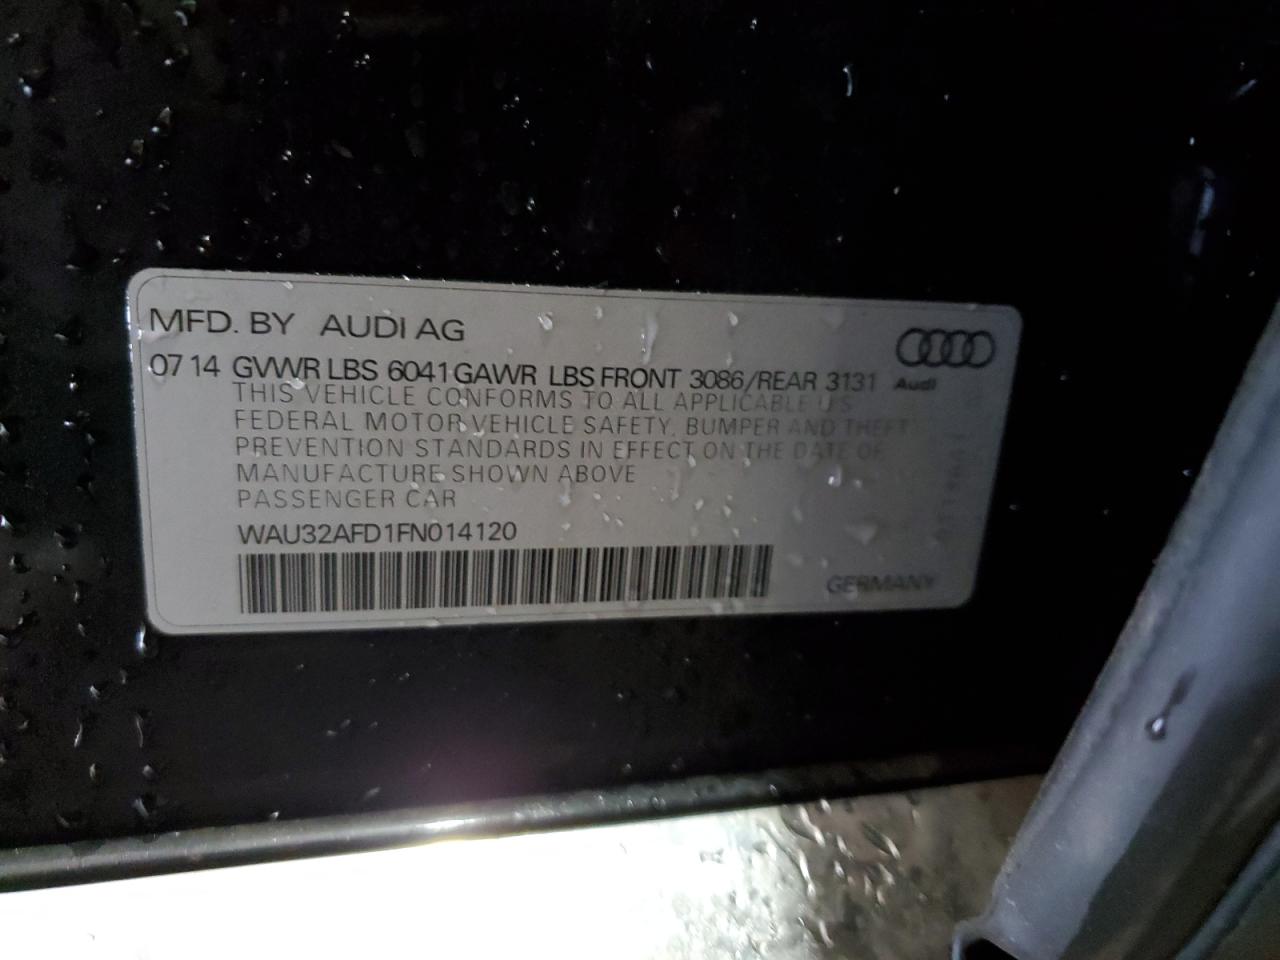 MFD. BY AUDI AG
07 14 GVWR LBS 6041 GAWR LBS FRONT 3086/REAR 3131
Audi
THIS VEHICLE CONFORMS TO ALL APPLICABLE U S
FEDERAL MOTOR VEHICLE SAFETY, BUMPER AND THEFT
PREVENTION STANDARDS IN EFFECT ON THE DATE OF
MANUFACTURE SHOWN ABOVE
PASSENGER CAR
WAU32AFD1FN014120
GERMANY